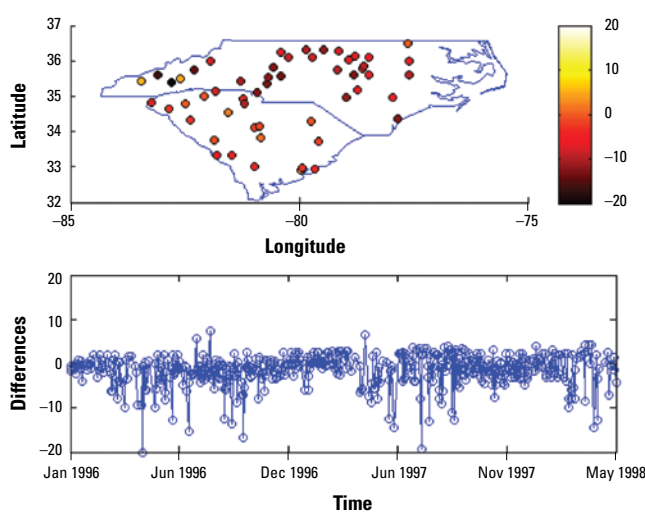 37
36
35
34
33
32
Latitude
–85
–80
–75
Longitude
20
10
0
–10
–20
20
10
0
–10
–20
Differences
Jan 1996
Jun 1996
Dec 1996
Jun 1997
Nov 1997
May 1998
Time